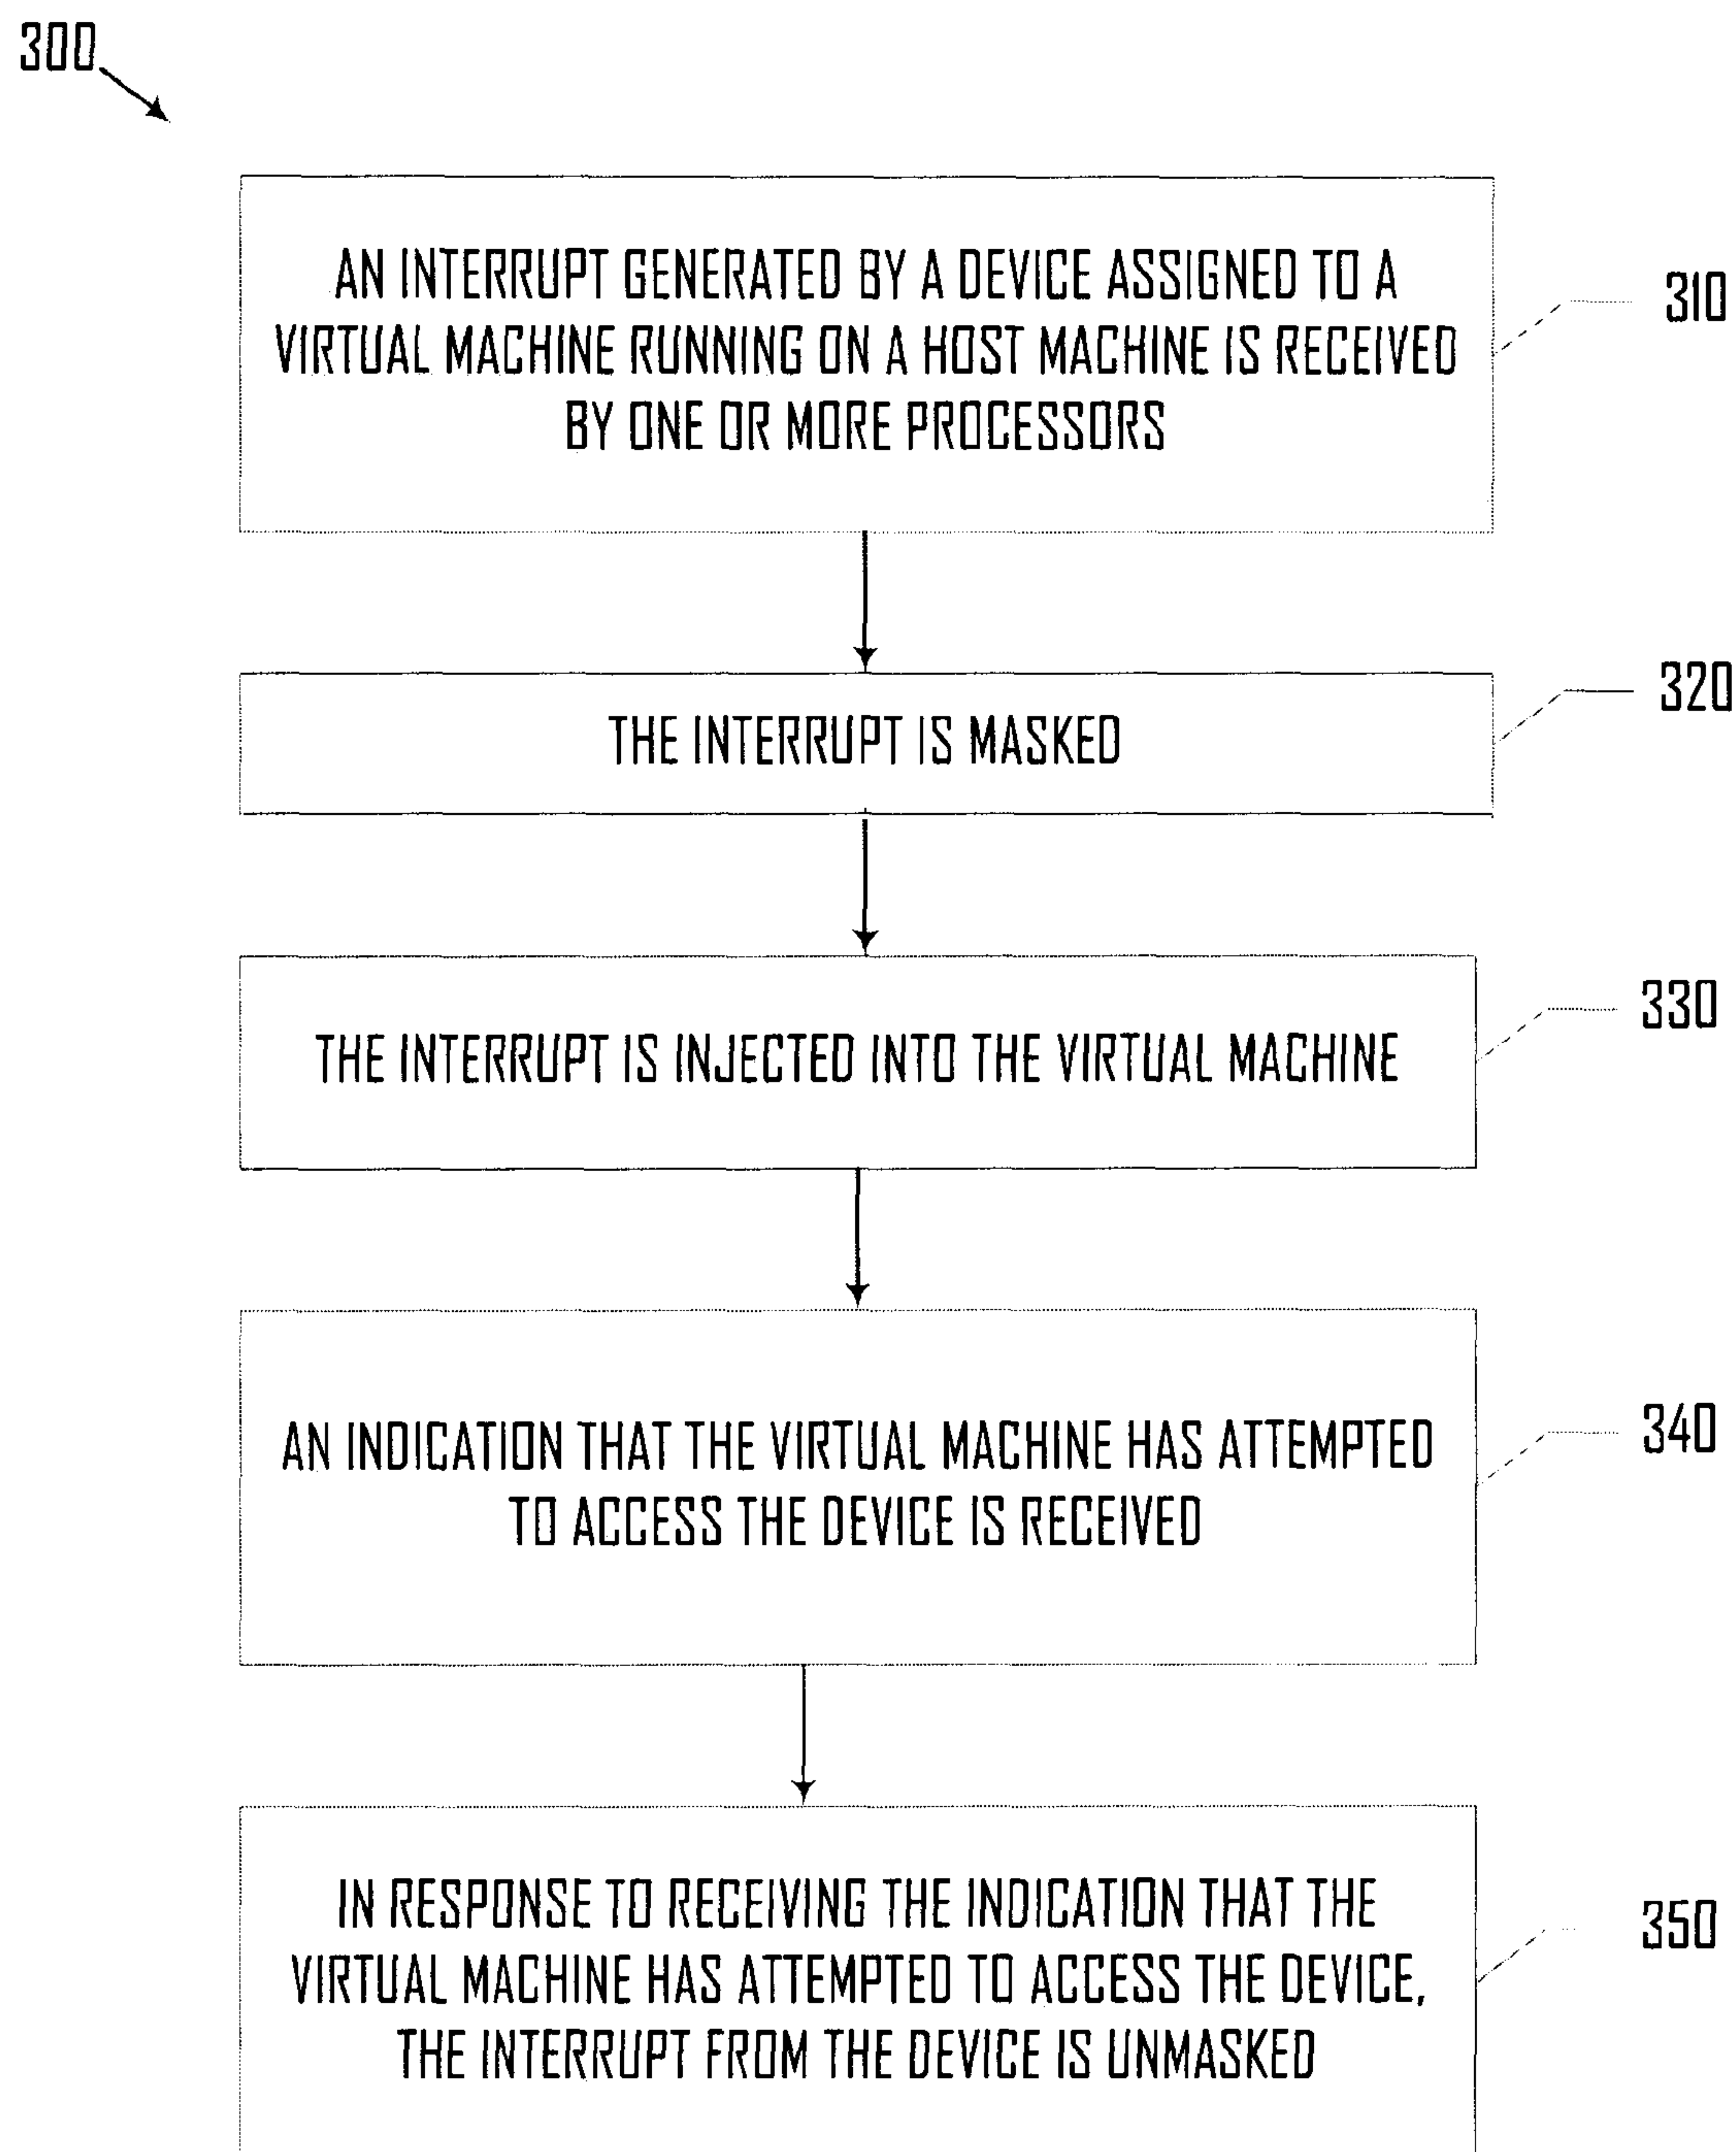 300
AN INTERRUPT GENERATED BY A DEVICE ASSIGNED TO A
VIRTUAL MACHINE RUNNING ON A HOST MACHINE IS RECEIVED
BY ONE OR MORE PROCESSORS
310
THE INTERRUPT IS MASKED
320
THE INTERRUPT IS INJECTED INTO THE VIRTUAL MACHINE
330
AN INDICATION THAT THE VIRTUAL MACHINE HAS ATTEMPTED
TO ACCESS THE DEVICE IS RECEIVED
340
IN RESPONSE TO RECEIVING THE INDICATION THAT THE
VIRTUAL MACHINE HAS ATTEMPTED TO ACCESS THE DEVICE,
THE INTERRUPT FROM THE DEVICE IS UNMASKED
350